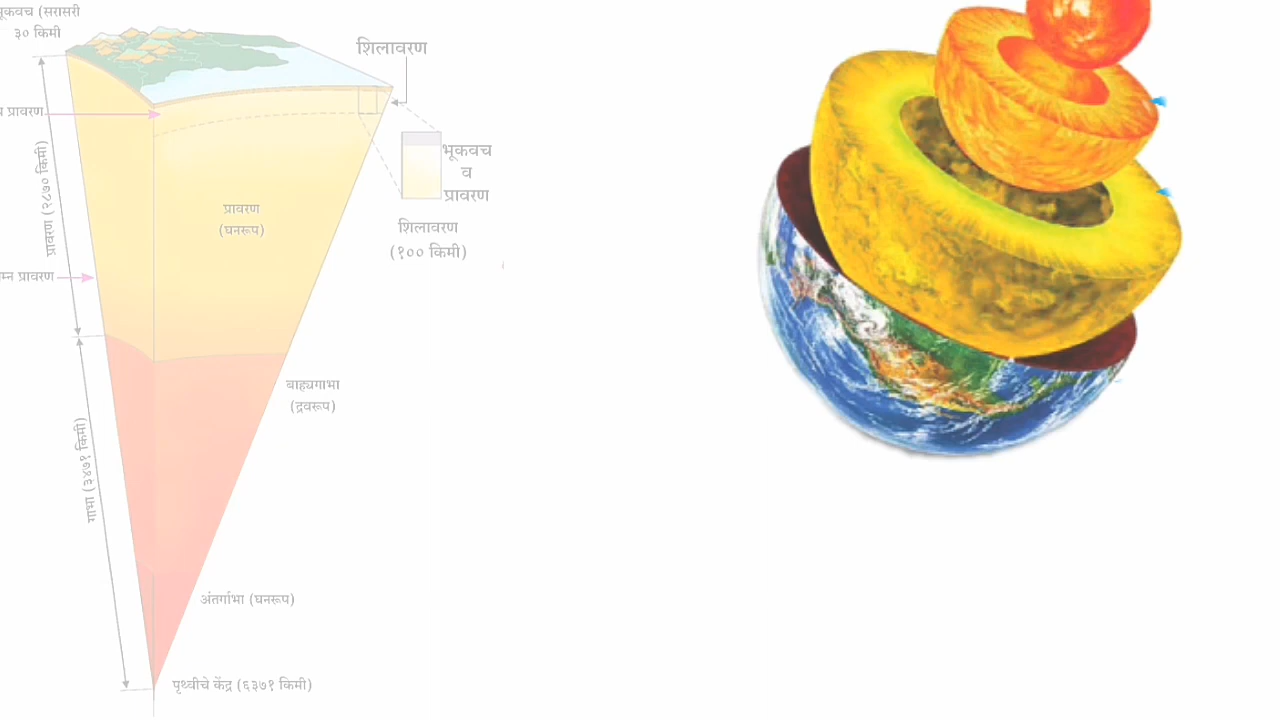 भूकवच (सरासरी
३० किमी
शिलावरण
प्रावरण
प्रावरण (२८७० किमी)
भूकवच
व
प्रावरण
प्रावरण
(घनरूप)
शिलावरण
(१०० किमी)
निम्न प्रावरण
बाह्यगाभा
(द्रवरूप)
गाभा (३४७१ किमी)
अंतर्गाभा (घनरूप)
पृथ्वीचे केंद्र (६३७१ किमी)